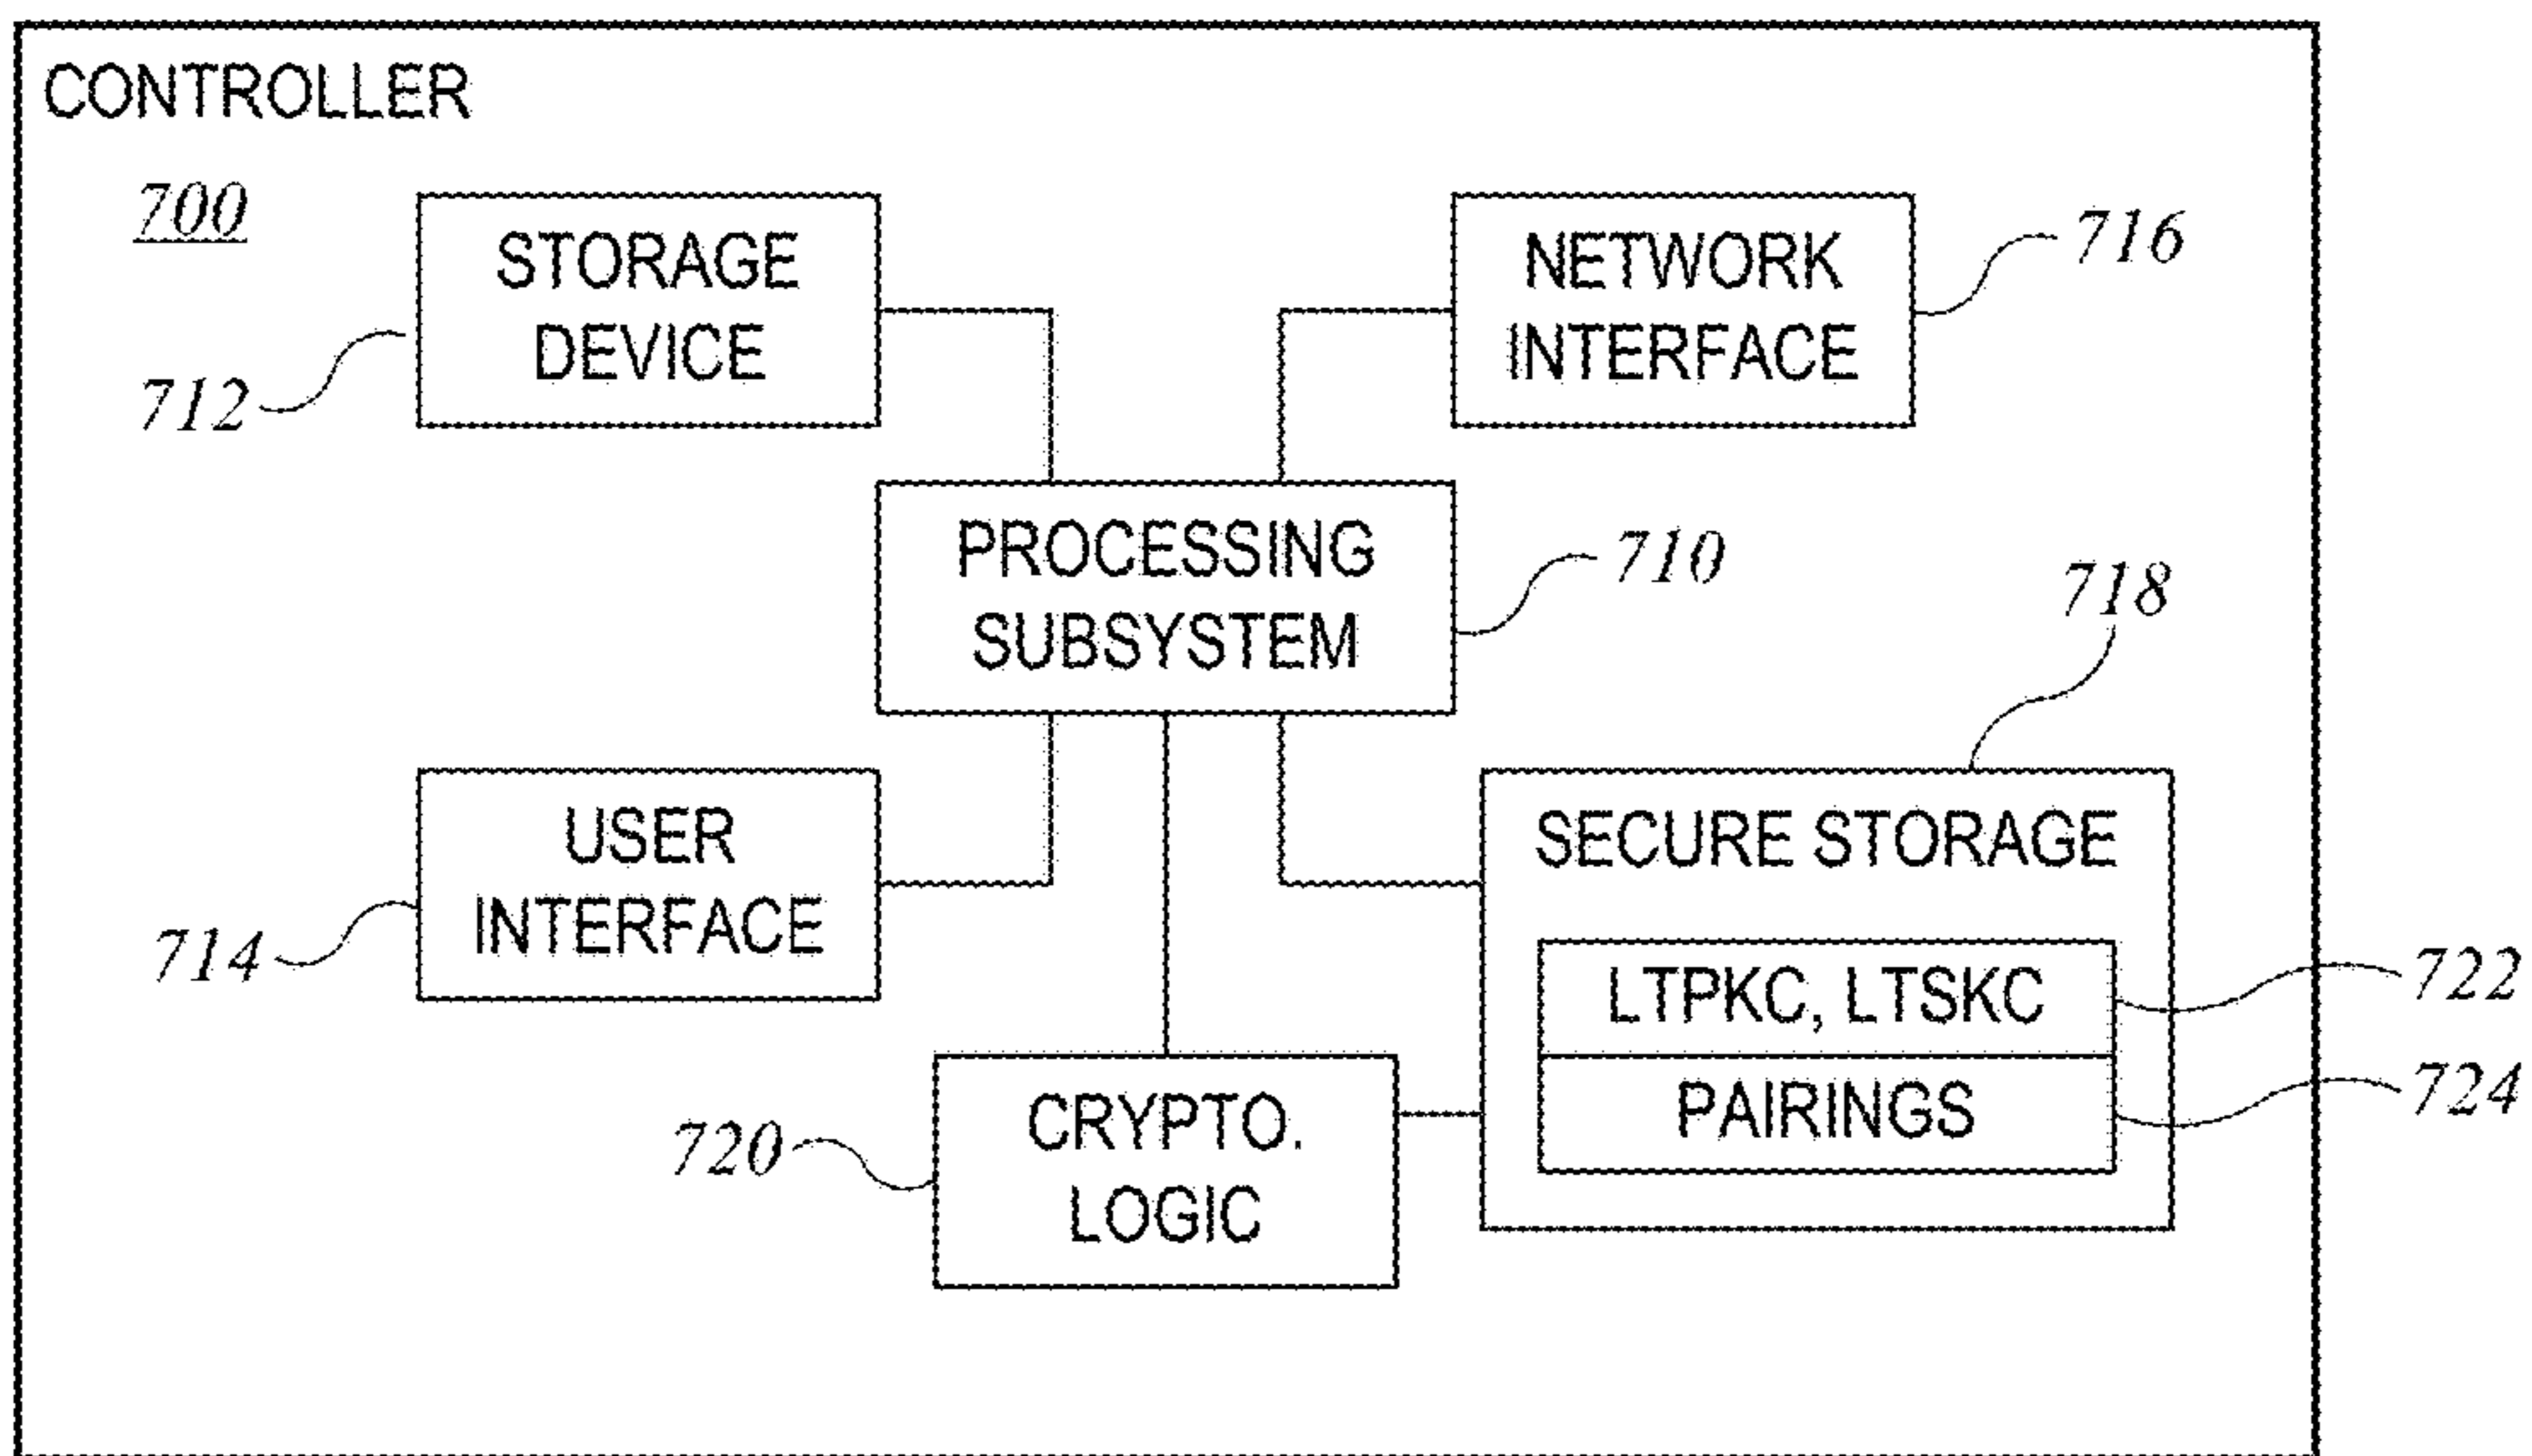 CONTROLLER
700
STORAGE
DEVICE
712
NETWORK
INTERFACE
716
PROCESSING
SUBSYSTEM
710
718
USER
INTERFACE
714
SECURE STORAGE
LTPKC, LTSKC
722
PAIRINGS
724
CRYPTO.
LOGIC
720